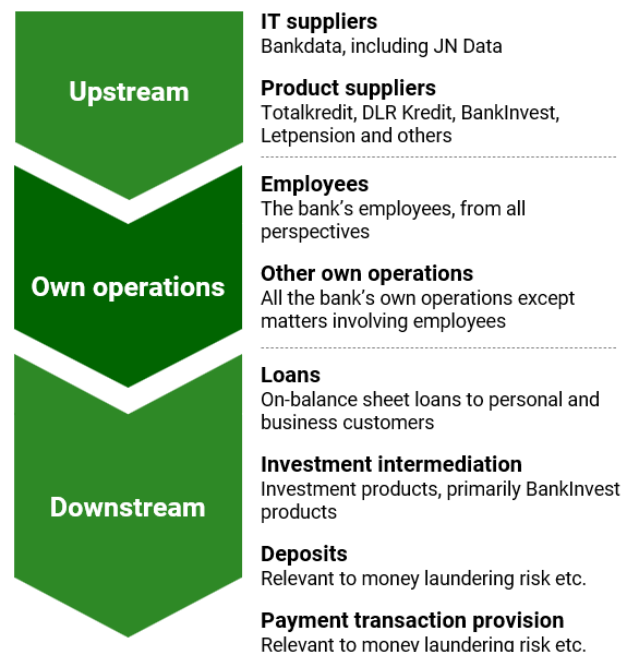 Upstream
IT suppliers
Bankdata, including JN Data
Product suppliers
Totalkredit, DLR Kredit, BankInvest,
Letpension and others
Own operations
Employees
The bank's employees, from all
perspectives
Other own operations
All the bank's own operations except
matters involving employees
Downstream
Loans
On-balance sheet loans to personal and
business customers
Investment intermediation
Investment products, primarily BankInvest
products
Deposits
Relevant to money laundering risk etc.
Payment transaction provision
Relevant to money laundering risk etc.